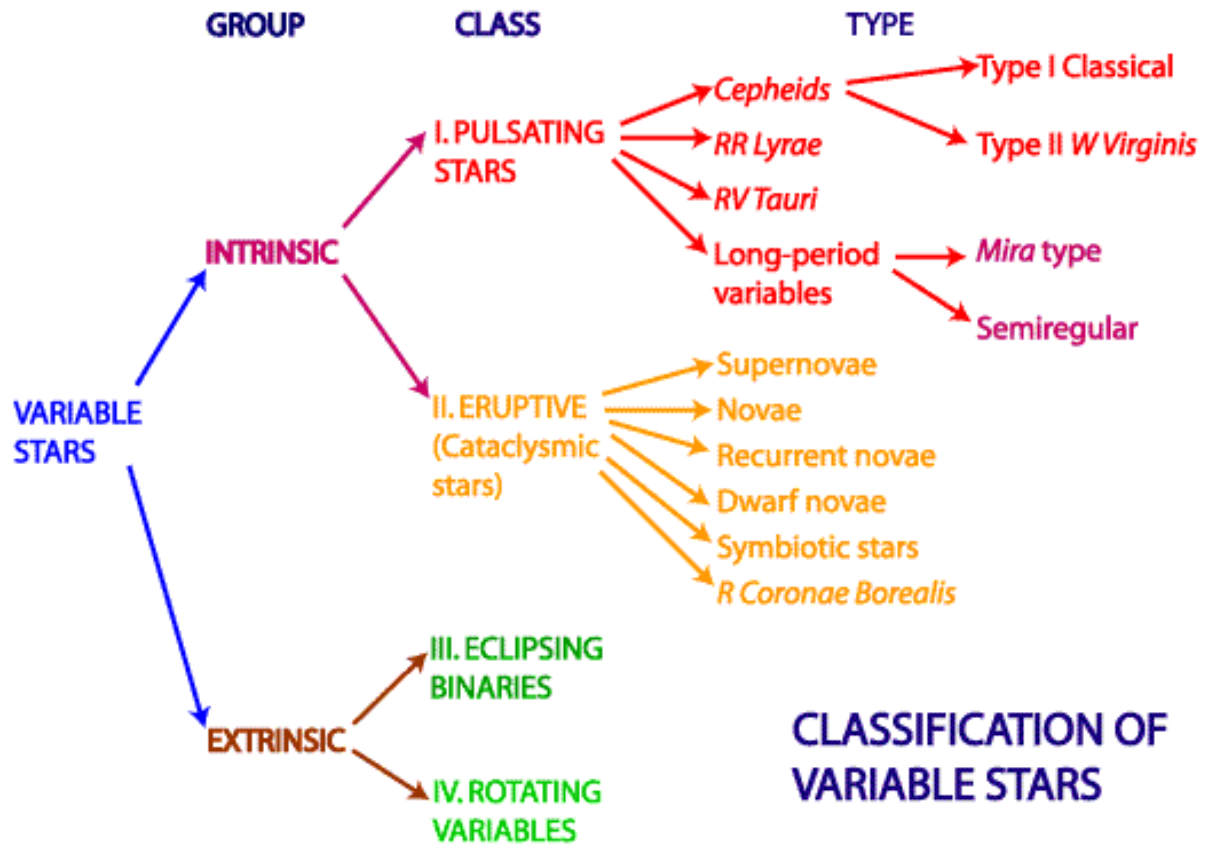 GROUP
CLASS
TYPE
VARIABLE
STARS
INTRINSIC
I. PULSATING
STARS
Cepheids
Type I Classical
Type II W Virginis
RR Lyrae
RV Tauri
Long-period
variables
Mira type
Semiregular
II. ERUPTIVE
(Cataclysmic
stars)
Supernovae
Novae
Recurrent novae
Dwarf novae
Symbiotic stars
R Coronae Borealis
EXTRINSIC
III. ECLIPSING
BINARIES
IV. ROTATING
VARIABLES
CLASSIFICATION OF
VARIABLE STARS